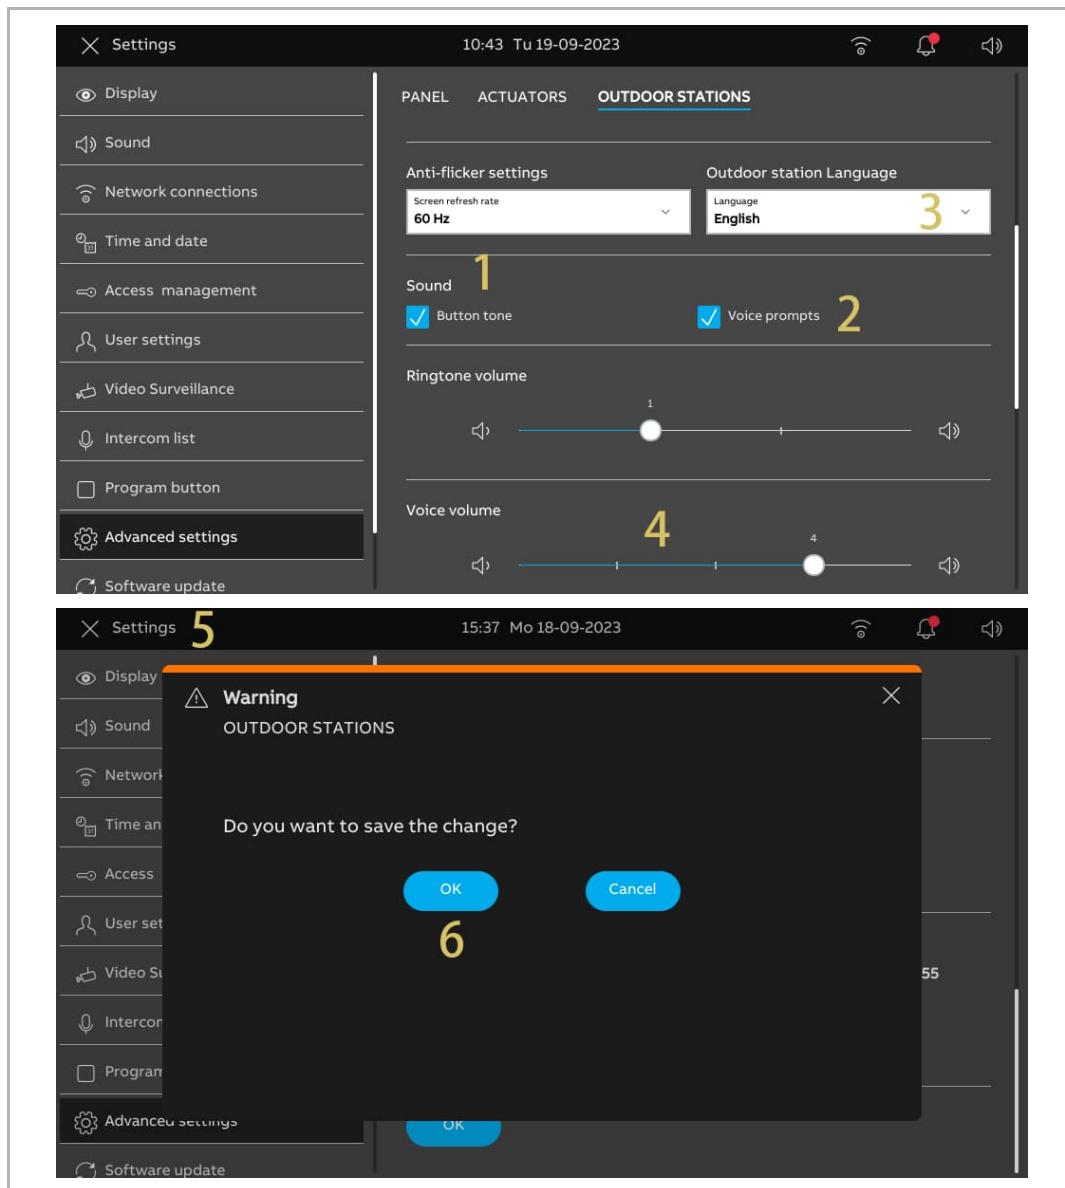 Settings 10:43 Tu 19-09-2023
Display
Sound
Network connections
Time and date
Access management
User settings
Video Surveillance
Intercom list
Program button
Advanced settings
Software update
PANEL ACTUATORS OUTDOOR STATIONS
Anti-flicker settings Outdoor station Language
Screen refresh rate Language
60 Hz English 3
1
Sound
Button tone Voice prompts 2
Ringtone volume
1
Voice volume 4
4
Settings 5 15:37 Mo 18-09-2023
Display
Sound
Network
Time an
Access
User set
Video Su
Intercor
Program
Advanced settings
Software update
Warning
OUTDOOR STATIONS
Do you want to save the change?
OK Cancel
6
55
OK